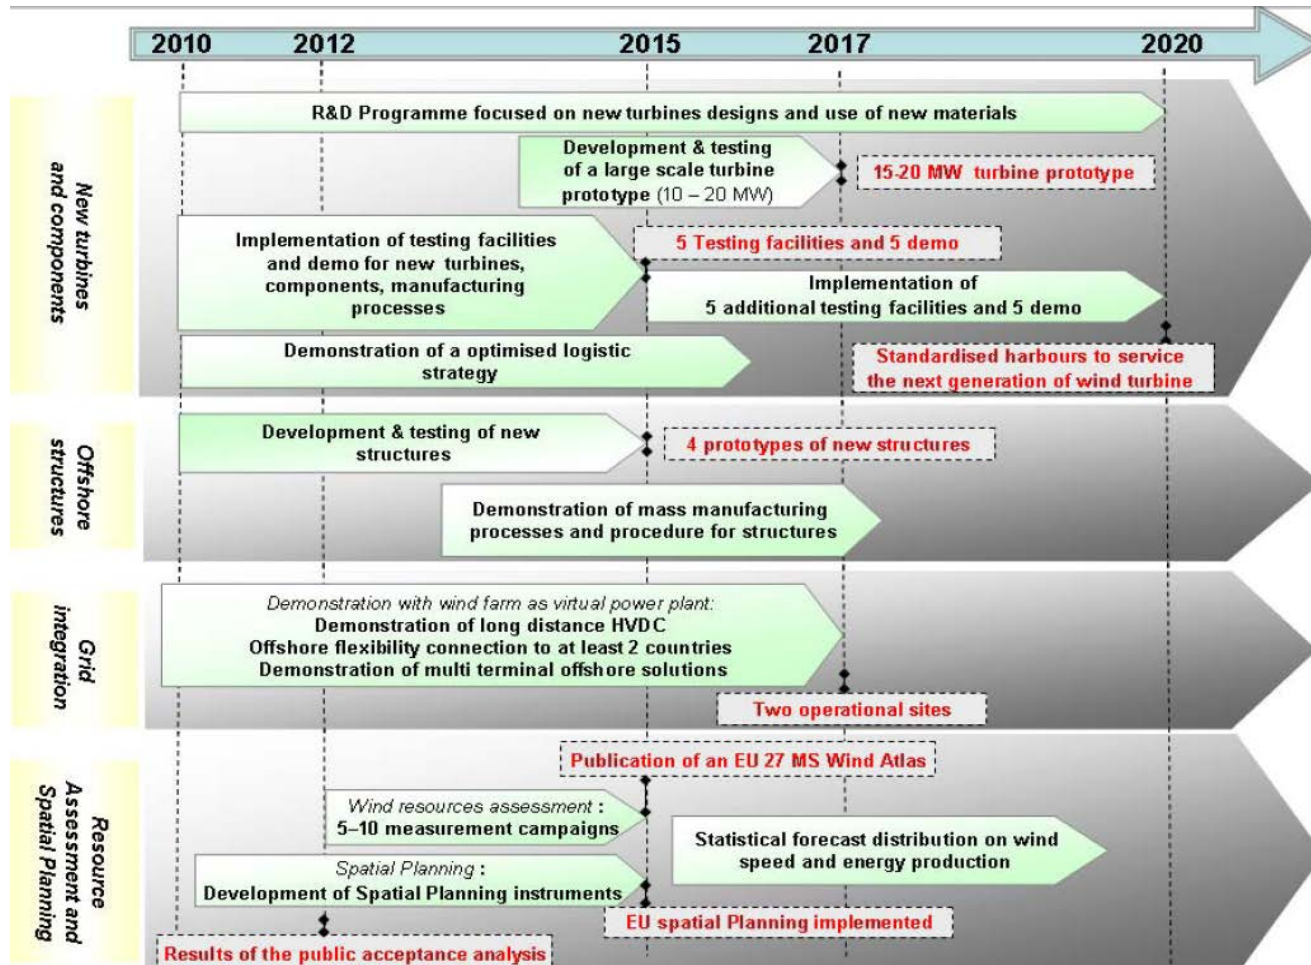 2010 2012 2015 2017 2020
New turbines
and components
R&D Programme focused on new turbines designs and use of new materials
Development & testing
of a large scale turbine
prototype (10 – 20 MW)
15-20 MW turbine prototype
Implementation of testing facilities
and demo for new turbines,
components, manufacturing
processes
5 Testing facilities and 5 demo
Implementation of
5 additional testing facilities and 5 demo
Demonstration of a optimised logistic
strategy
Standardised harbours to service
the next generation of wind turbine
Offshore
structures
Development & testing of new
structures
4 prototypes of new structures
Demonstration of mass manufacturing
processes and procedure for structures
Grid
integration
Demonstration with wind farm as virtual power plant:
Demonstration of long distance HVDC
Offshore flexibility connection to at least 2 countries
Demonstration of multi terminal offshore solutions
Two operational sites
Resource
Assessment and
Spatial Planning
Publication of an EU 27 MS Wind Atlas
Wind resources assessment :
5–10 measurement campaigns
Statistical forecast distribution on wind
speed and energy production
Spatial Planning :
Development of Spatial Planning instruments
EU spatial Planning implemented
Results of the public acceptance analysis